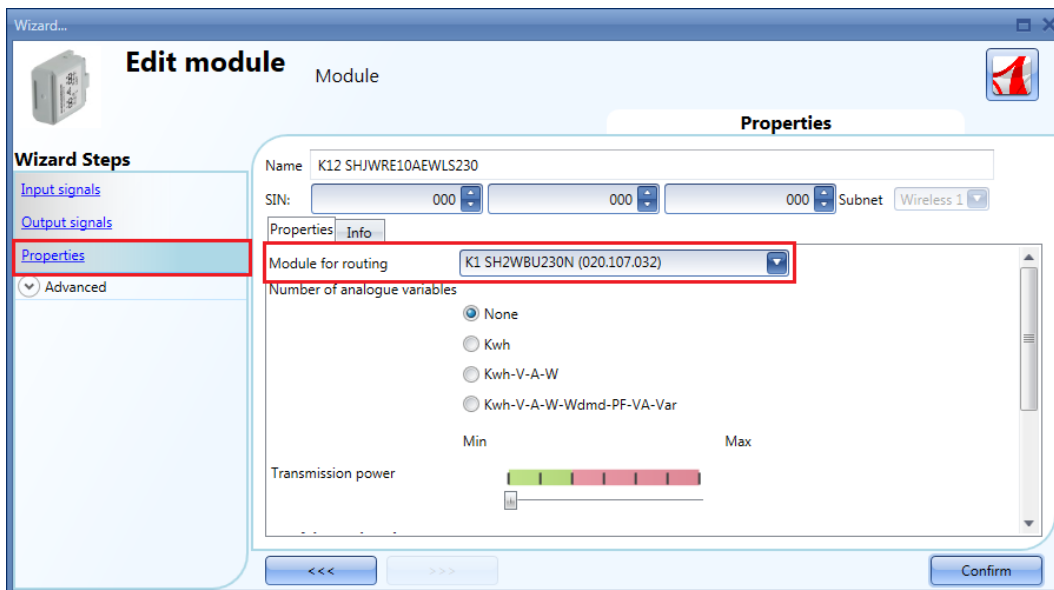 Wizard...
Edit module
Module
Properties
Wizard Steps
Input signals
Output signals
Properties
Advanced
Name K12 SHJWRE10AEWLS230
SIN: 000 000 000 Subnet Wireless 1
Properties Info
Module for routing K1 SH2WBU230N (020.107.032)
Number of analogue variables
None
Kwh
Kwh-V-A-W
Kwh-V-A-W-Wdmd-PF-VA-Var
Min Max
Transmission power
<<< >>> Confirm